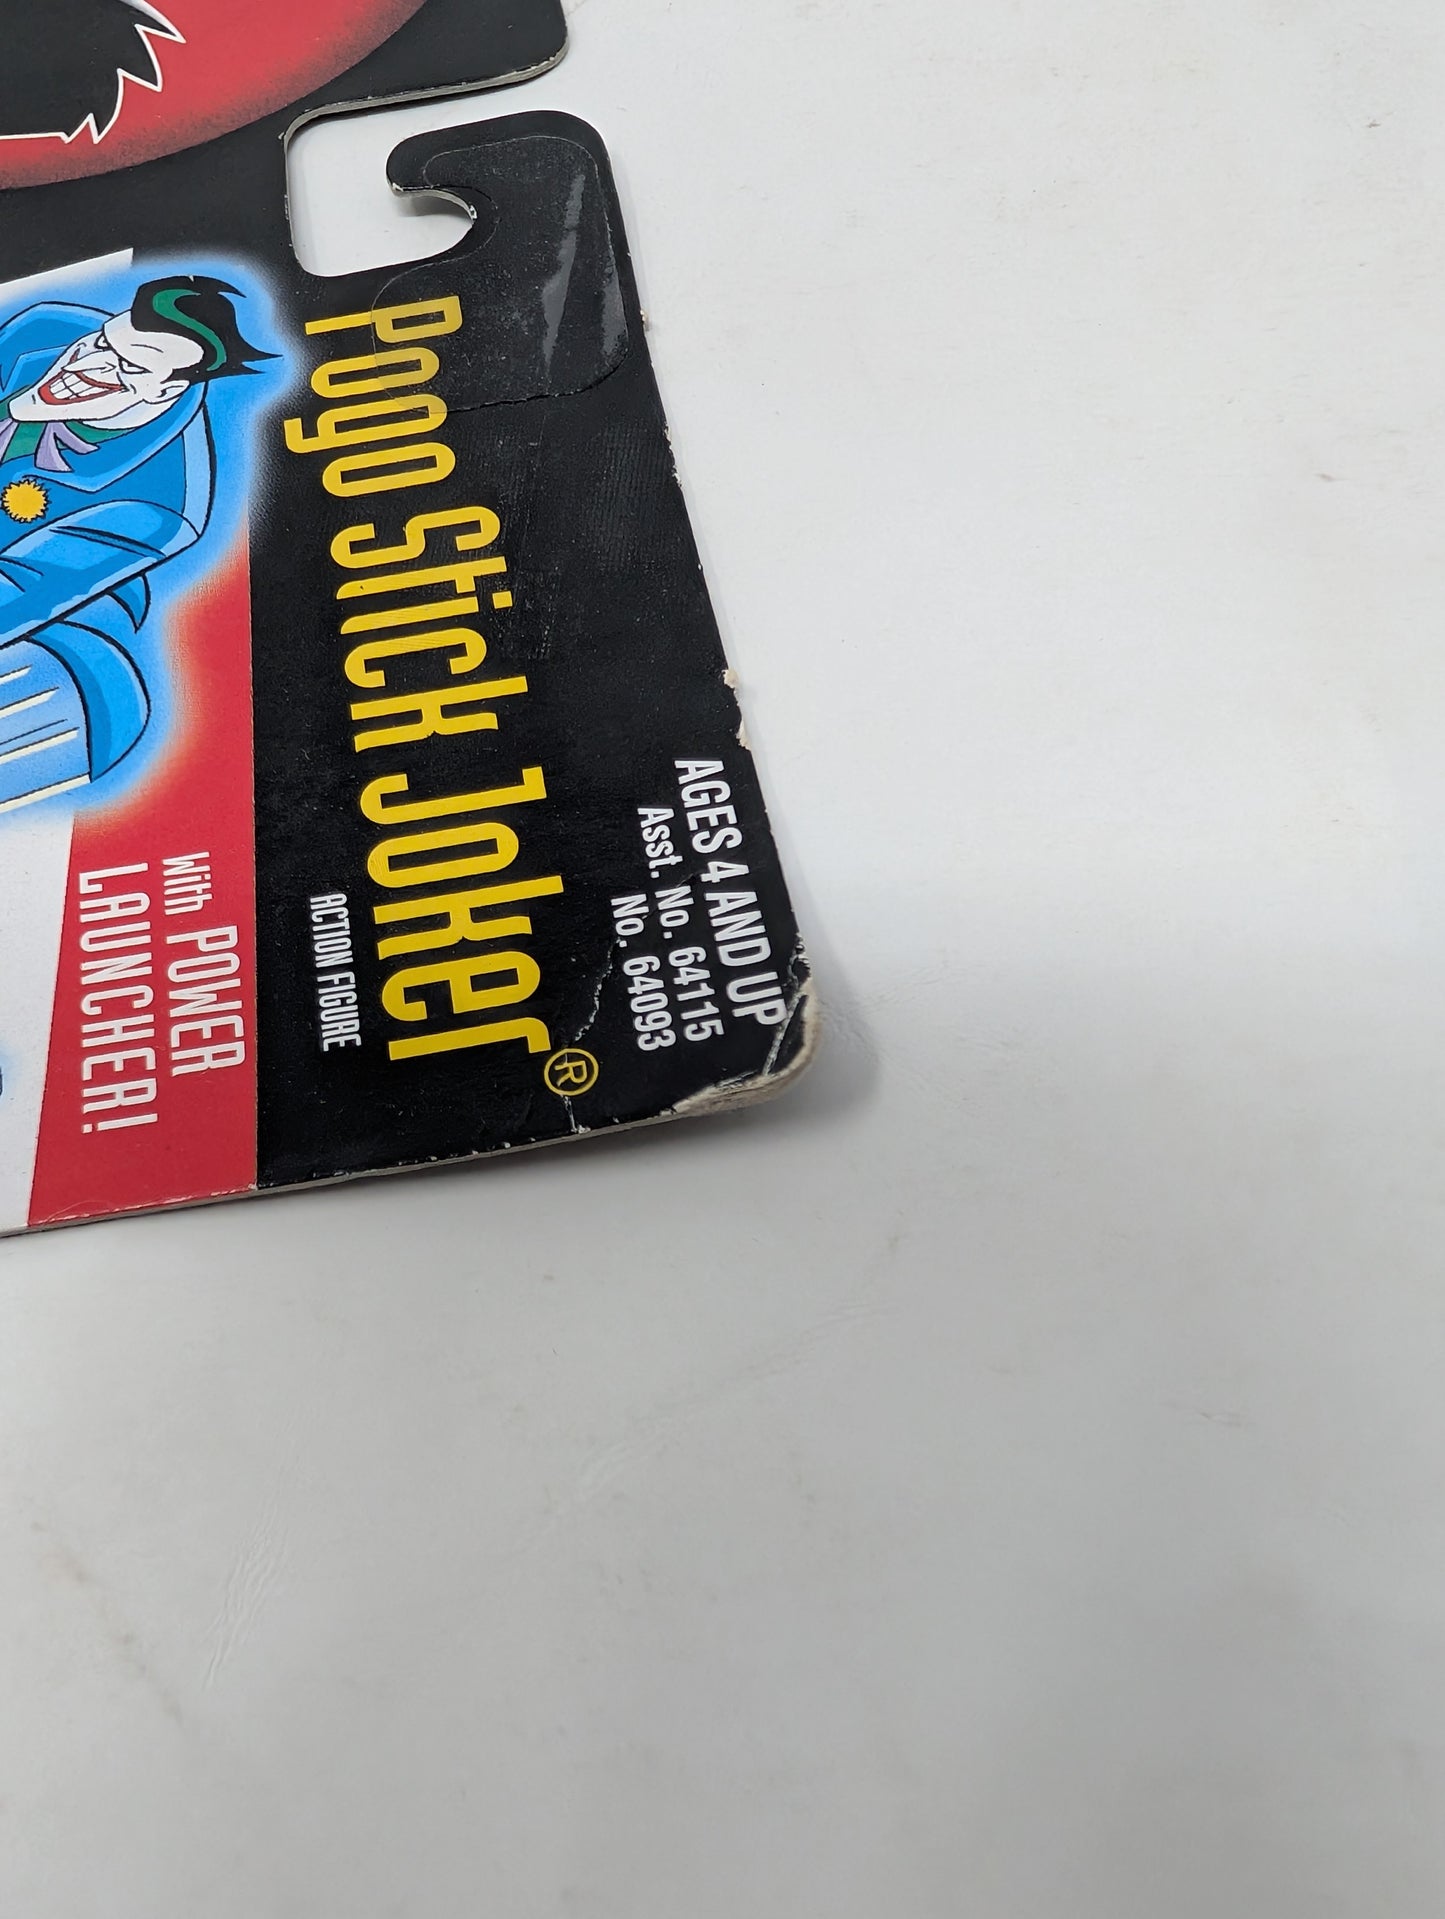 AGES 4 AND UP
Asst. No. 64115
No. 64093
Pogo Stick Joker®
ACTION FIGURE
with POWER
LAUNCHER!